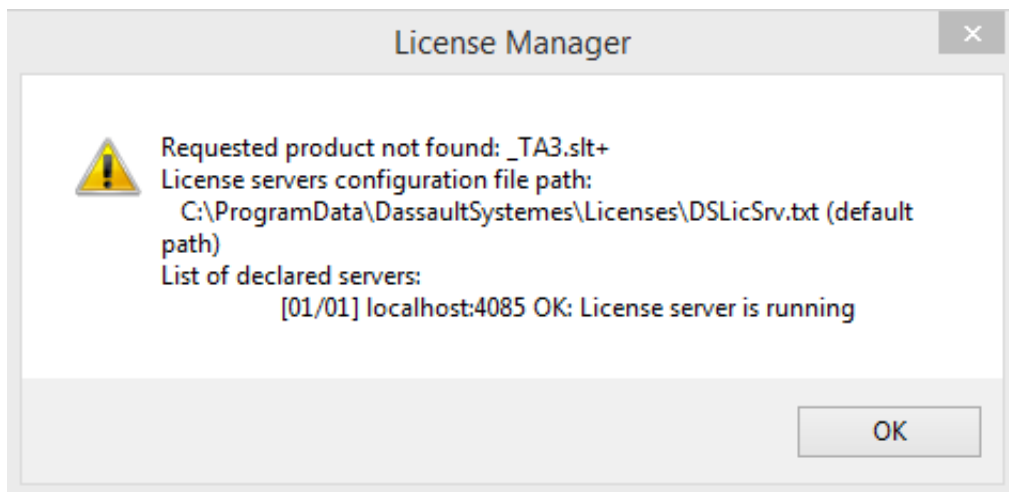 License Manager
Requested product not found: _TA3.slt+
License servers configuration file path:
C:\ProgramData\DassaultSystemes\Licenses\DSLicSrv.txt (default
path)
List of declared servers:
[01/01] localhost:4085 OK: License server is running
OK